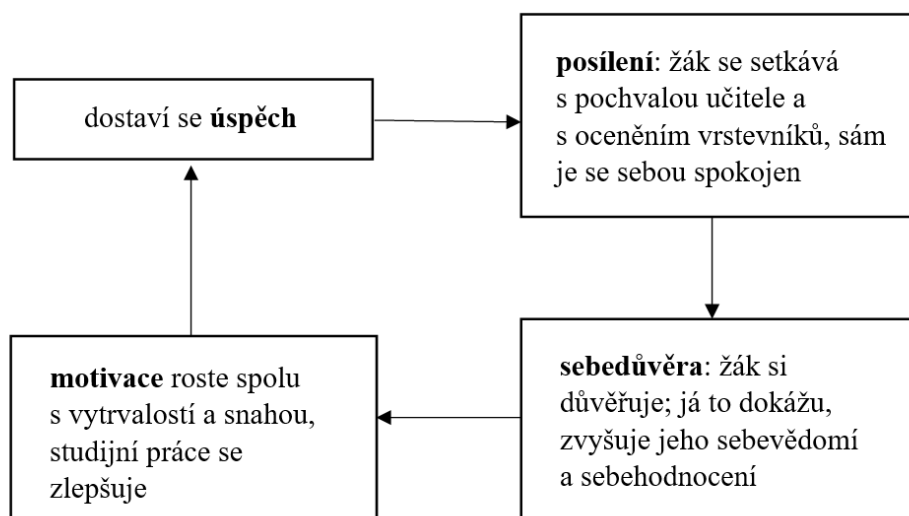 dostaví se úspěch
posílení: žák se setkává
s pochvalou učitele a
s oceněním vrstevníků, sám
je se sebou spokojen
sebedůvěra: žák si
důvěřuje; já to dokážu,
zvyšuje jeho sebevědomí
a sebehodnocení
motivace roste spolu
s vytrvalostí a snahou,
studijní práce se
zlepšuje